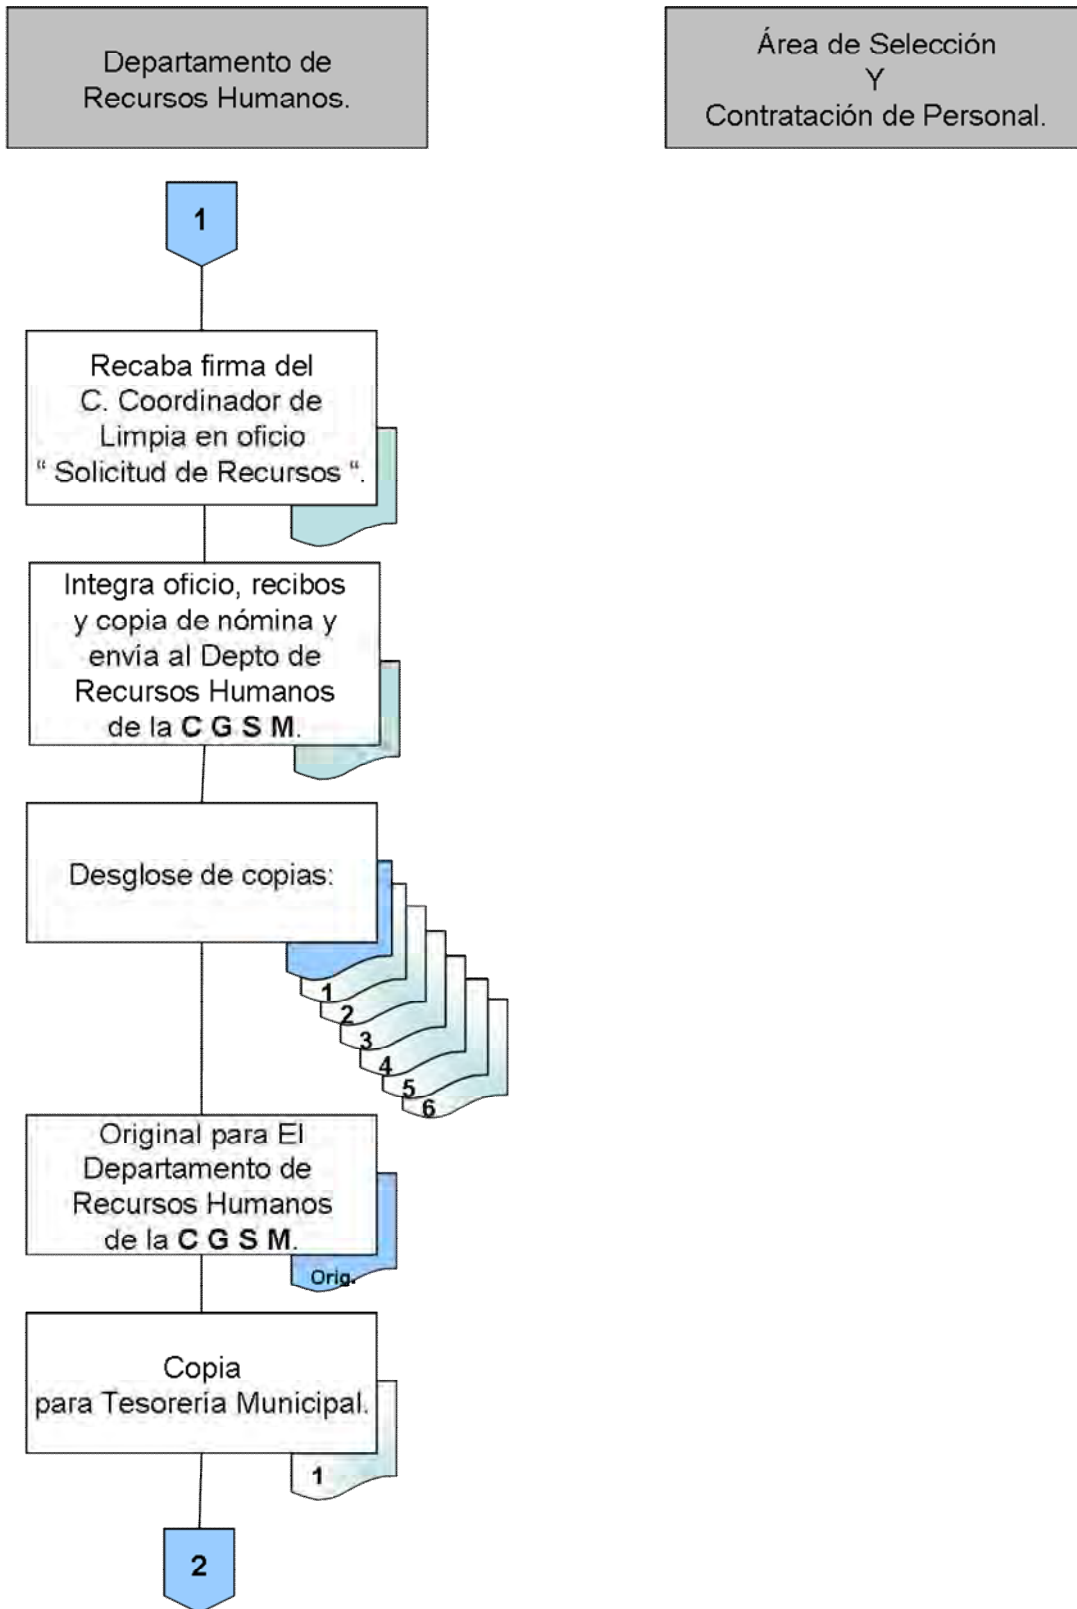 Departamento de
Recursos Humanos.
Área de Selección
Y
Contratación de Personal.
1
Recaba firma del
C. Coordinador de
Limpia en oficio
“ Solicitud de Recursos “.
Integra oficio, recibos
y copia de nómina y
envía al Depto de
Recursos Humanos
de la C G S M.
Desglose de copias:
1
2
3
4
5
6
Original para El
Departamento de
Recursos Humanos
de la C G S M.
Orig.
Copia
para Tesorería Municipal.
1
2